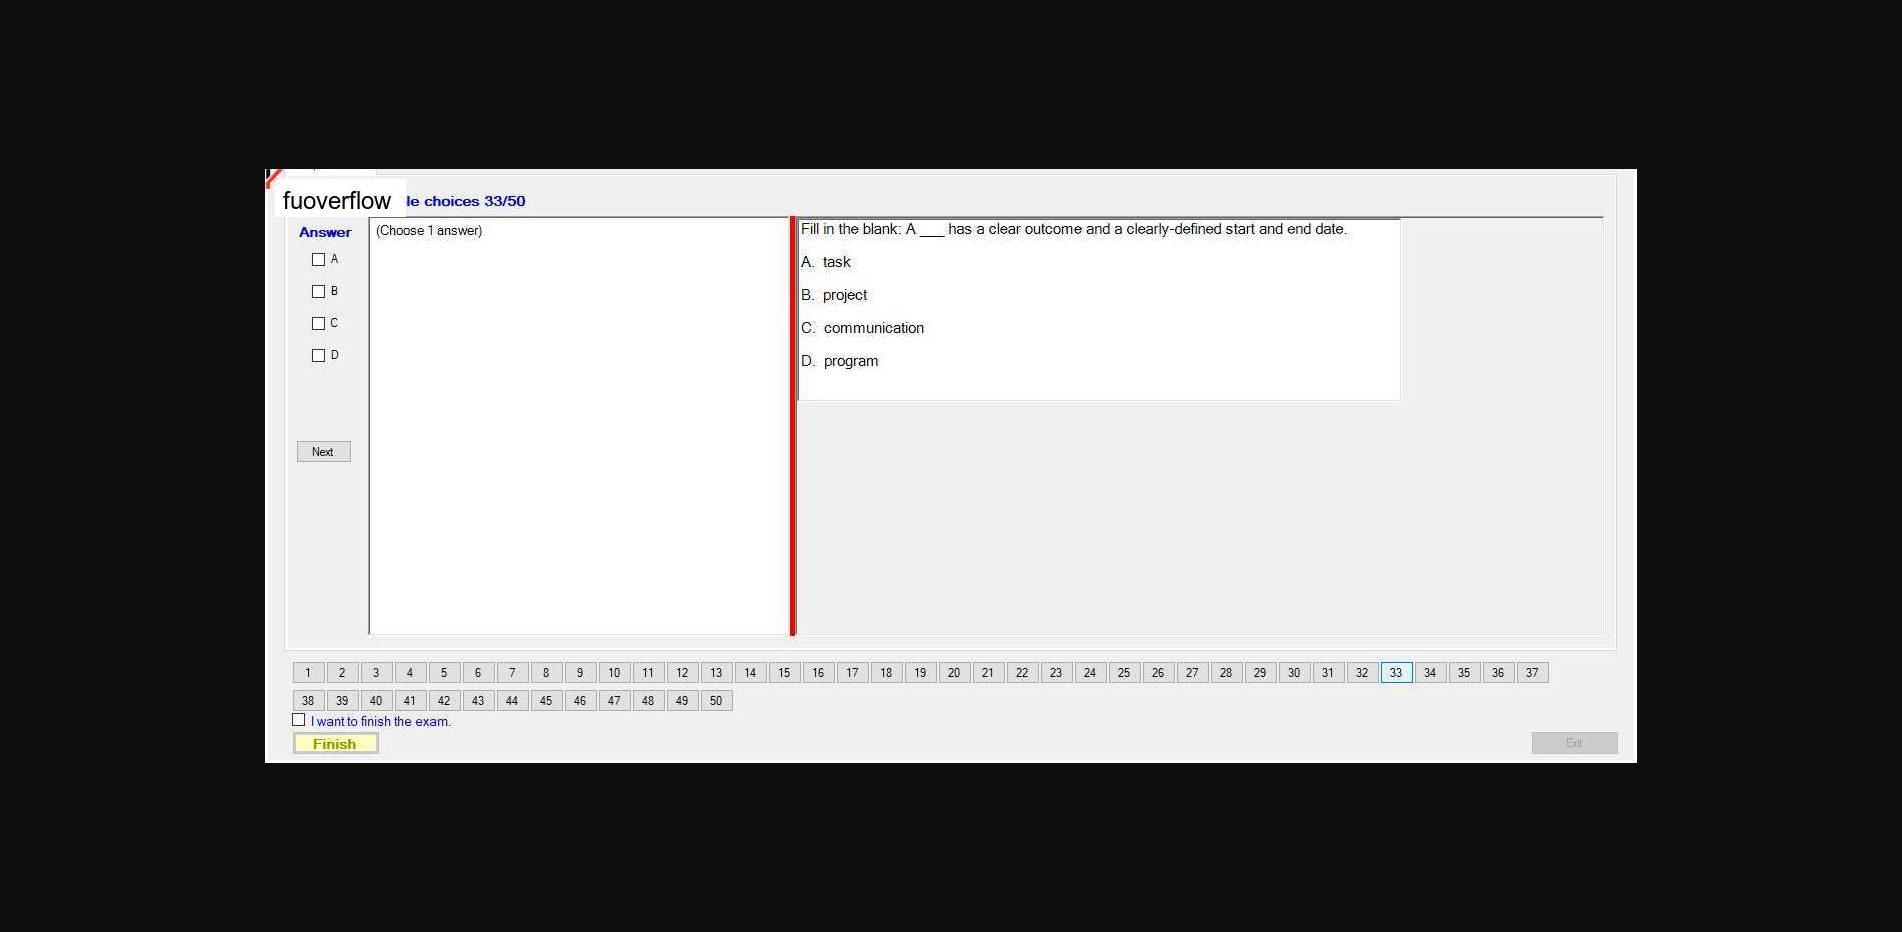 fuoverflow
le choices 33/50
Answer
(Choose 1 answer)
A
B
C
D
Next
Fill in the blank: A ___ has a clear outcome and a clearly-defined start and end date.
A. task
B. project
C. communication
D. program
1 2 3 4 5 6 7 8 9 10 11 12 13 14 15 16 17 18 19 20 21 22 23 24 25 26 27 28 29 30 31 32 33 34 35 36 37
38 39 40 41 42 43 44 45 46 47 48 49 50
I want to finish the exam.
Finish
Exit